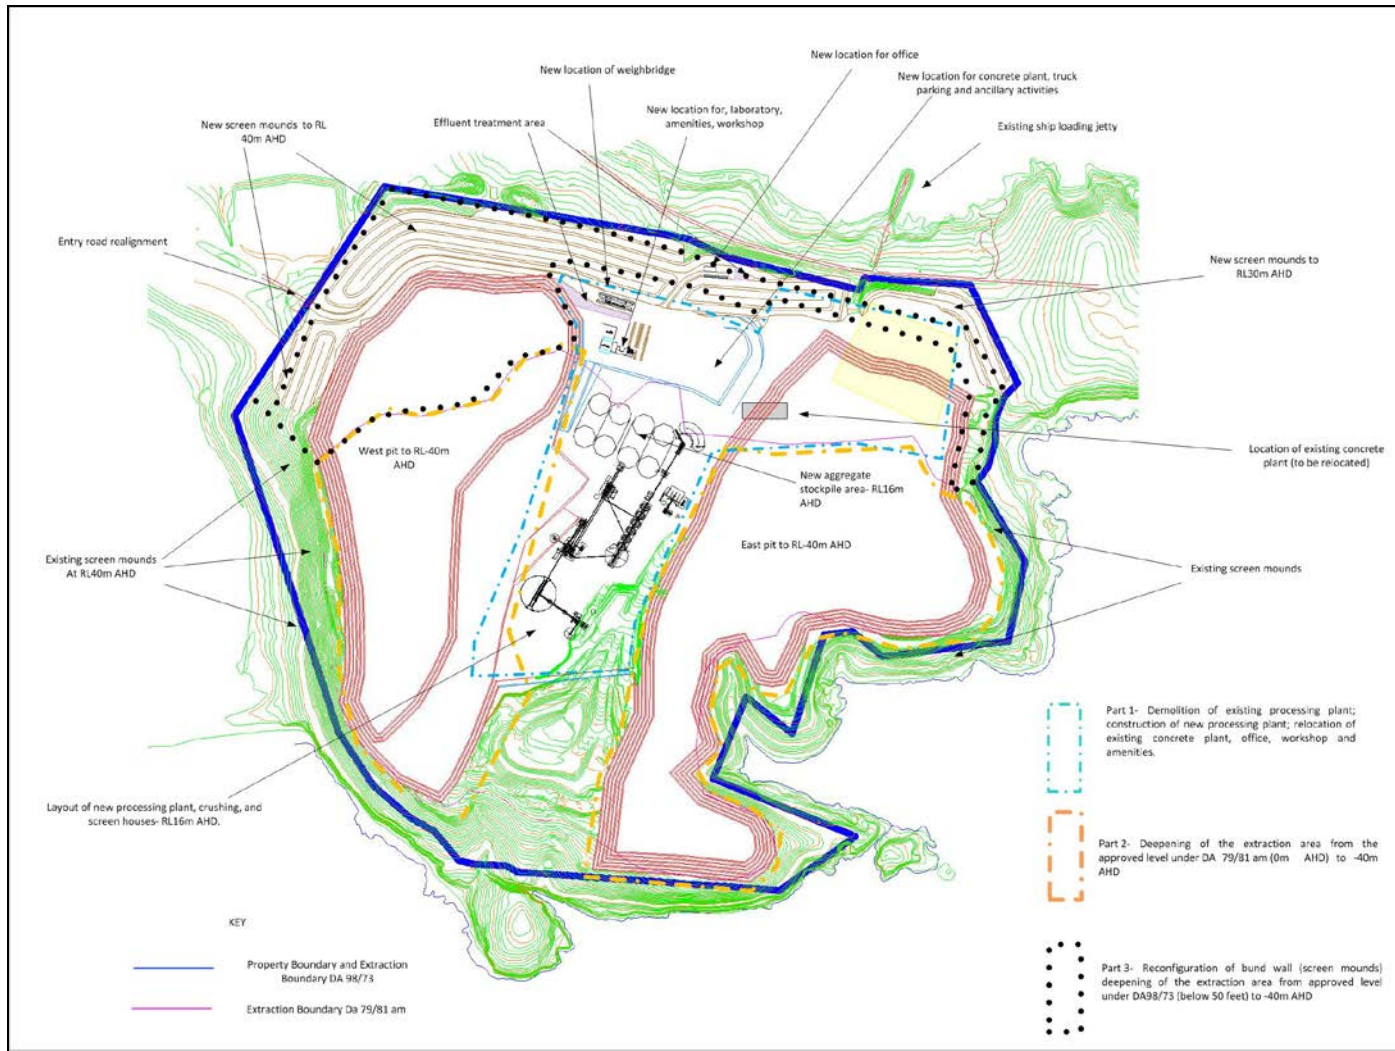 New location for office
New location of weighbridge
New location for concrete plant, truck
parking and ancillary activities
New location for, laboratory,
amenities, workshop
New screen mounds to RL
40m AHD
Effluent treatment area
Existing ship loading jetty
Entry road realignment
New screen mounds to
RL30m AHD
West pit to RL-40m
AHD
Location of existing concrete
plant (to be relocated)
New aggregate
stockpile area- RL16m
AHD
East pit to RL-40m AHD
Existing screen mounds
At RL40m AHD
Existing screen mounds
Part 1- Demolition of existing processing plant;
construction of new processing plant; relocation of
existing concrete plant, office, workshop and
amenities.
Layout of new processing plant, crushing, and
screen houses- RL16m AHD.
Part 2- Deepening of the extraction area from the
approved level under DA 79/81 am (0m AHD) to -40m
AHD
KEY
Property Boundary and Extraction
Boundary DA 98/73
Extraction Boundary Da 79/81 am
Part 3- Reconfiguration of bund wall (screen mounds)
deepening of the extraction area from approved level
under DA98/73 (below 50 feet) to -40m AHD